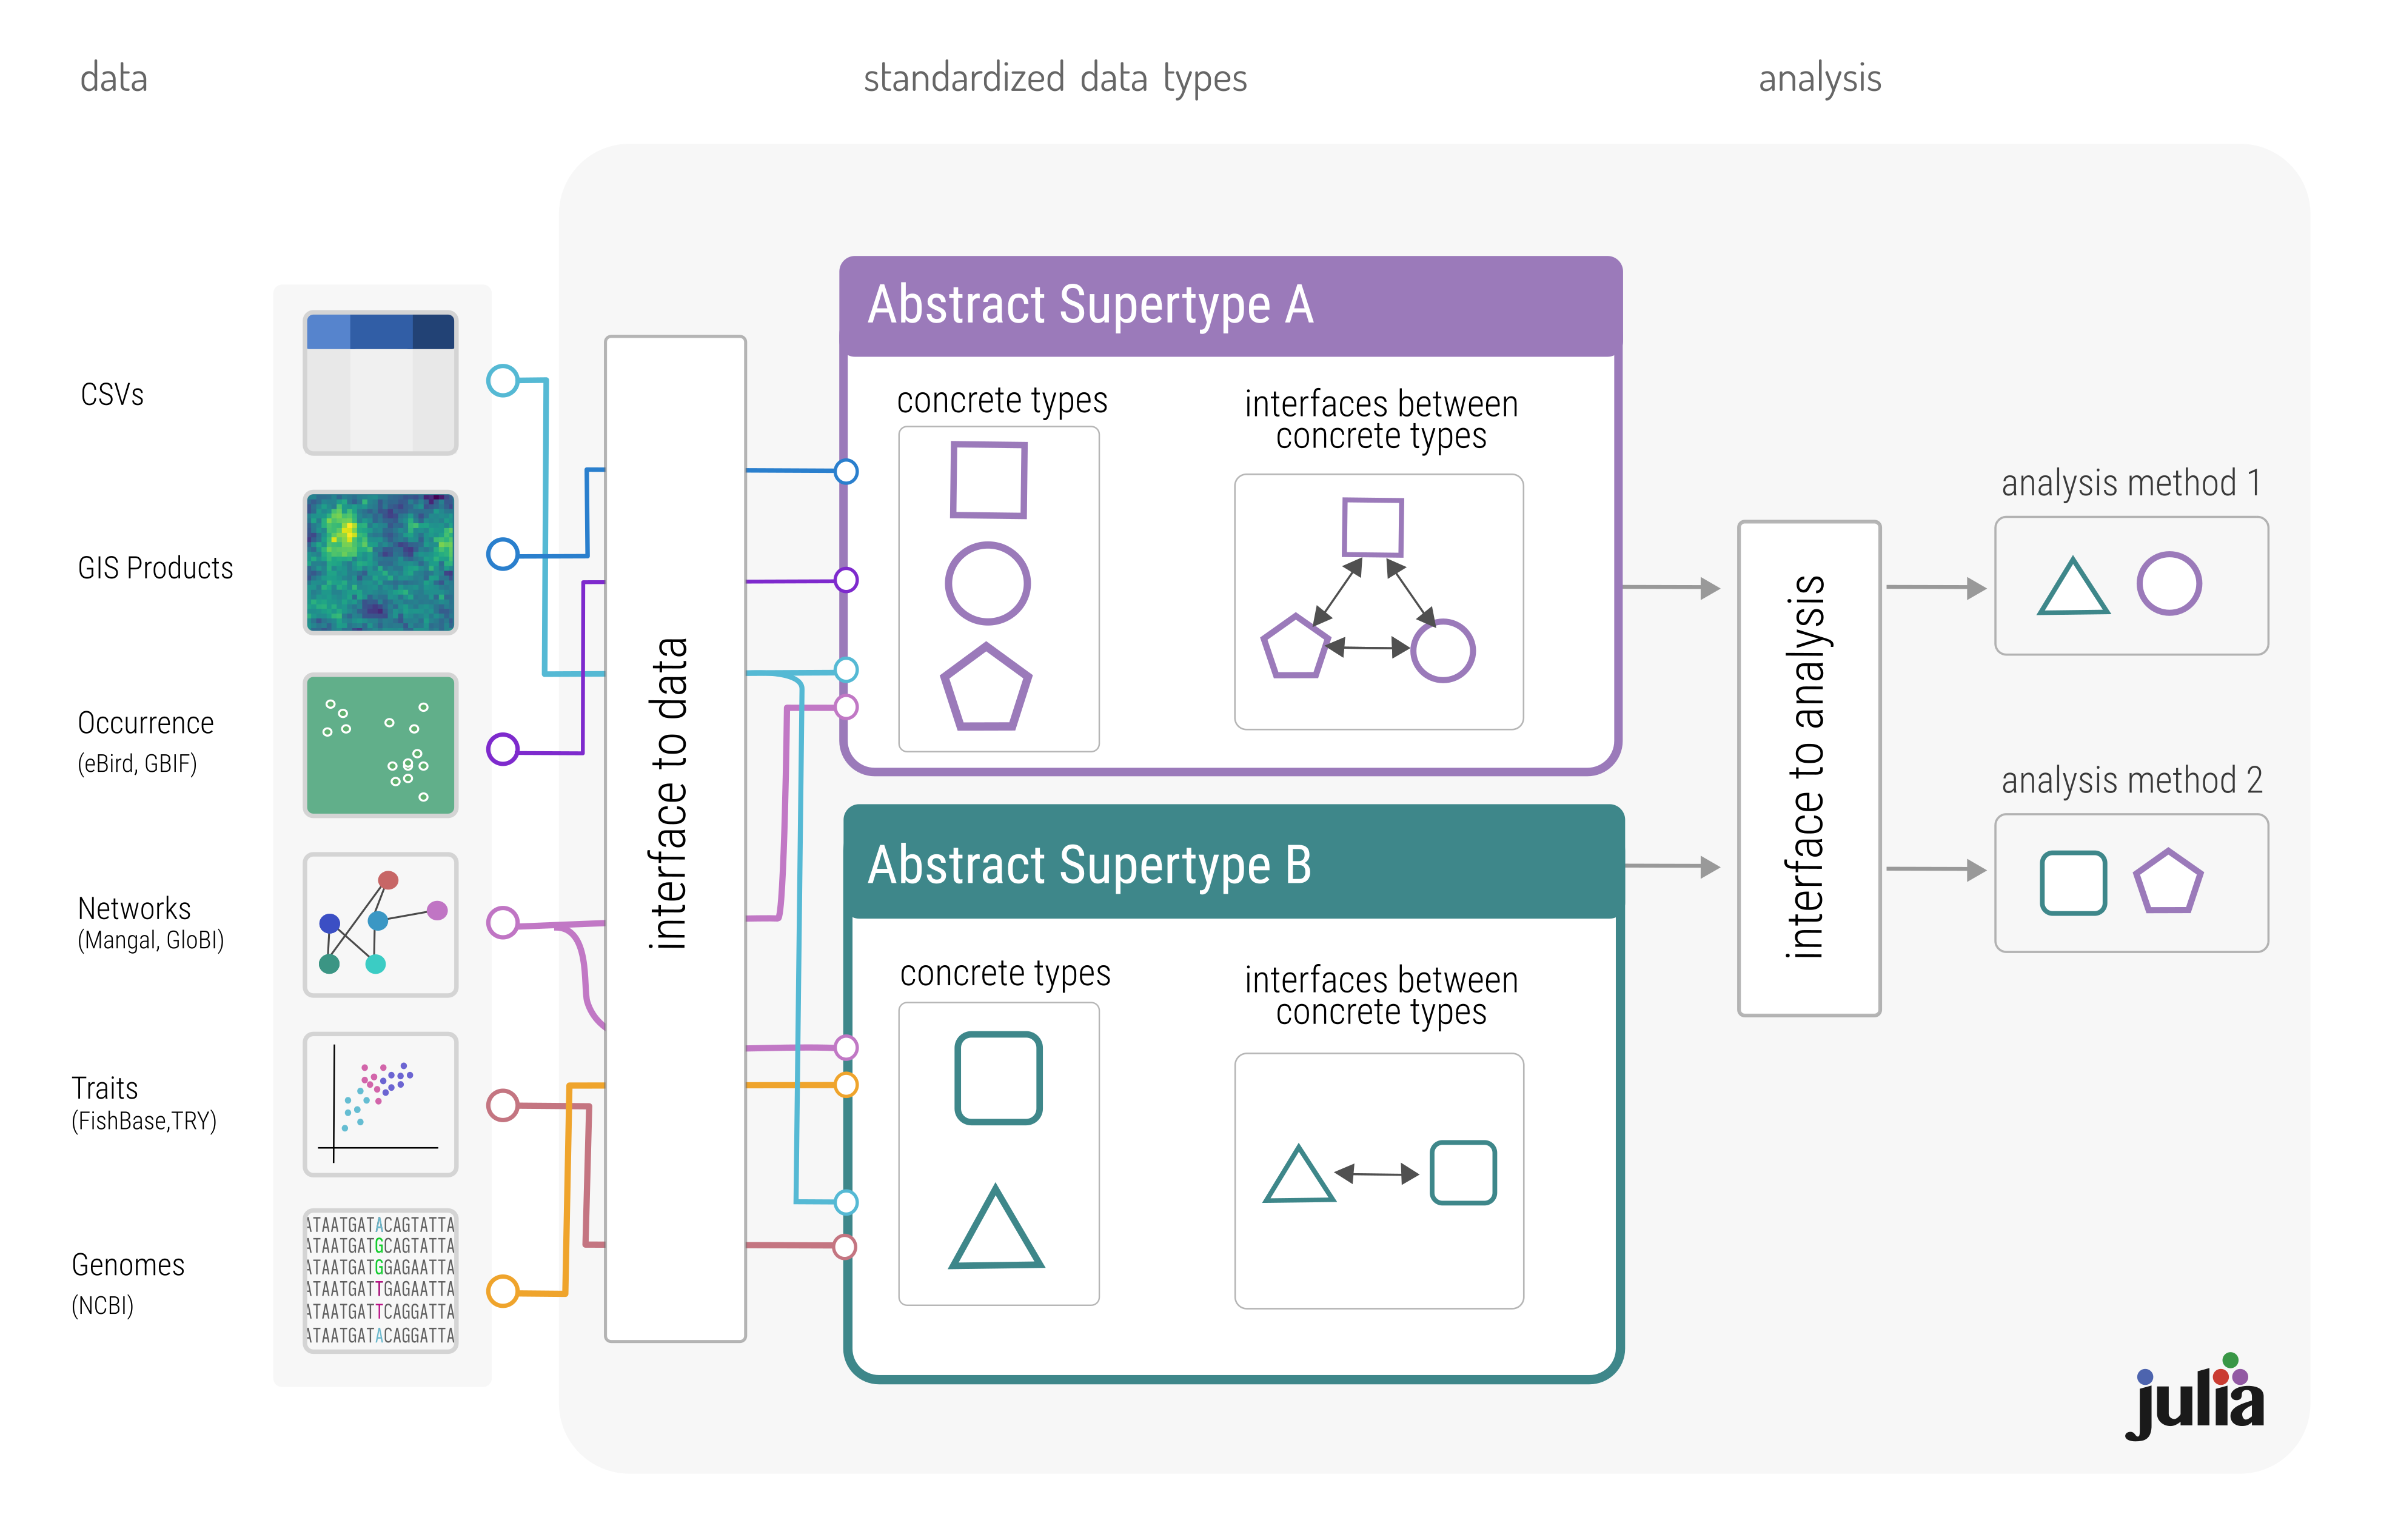 data
standardized data types
analysis
CSVs
GIS Products
Occurrence
(eBird, GBIF)
Networks
(Mangal, GloBI)
Traits
(FishBase,TRY)
Genomes
(NCBI)
ATAATGATACAGTATTA
ATAATGATGCAGTATTA
ATAATGATGGAGAATTA
ATAATGATTGAGAATTA
ATAATGATTCAGGATTA
ATAATGATACAGGATTA
interface to data
Abstract Supertype A
concrete types
interfaces between
concrete types
Abstract Supertype B
concrete types
interfaces between
concrete types
interface to analysis
analysis method 1
analysis method 2
julia